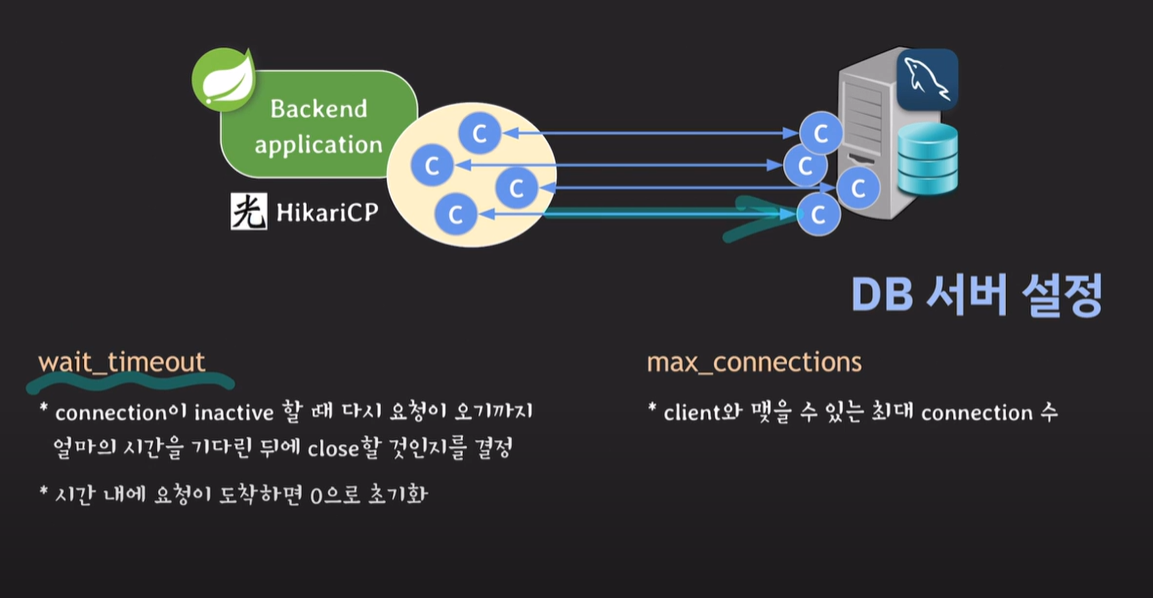 Backend
application
C
C
C
C
C
C
C
C
光 HikariCP
DB 서버 설정
wait_timeout
* connection이 inactive 할 때 다시 요청이 오기까지
얼마의 시간을 기다린 뒤에 close할 것인지를 결정
* 시간 내에 요청이 도착하면 0으로 초기화
max_connections
* client와 맺을 수 있는 최대 connection 수